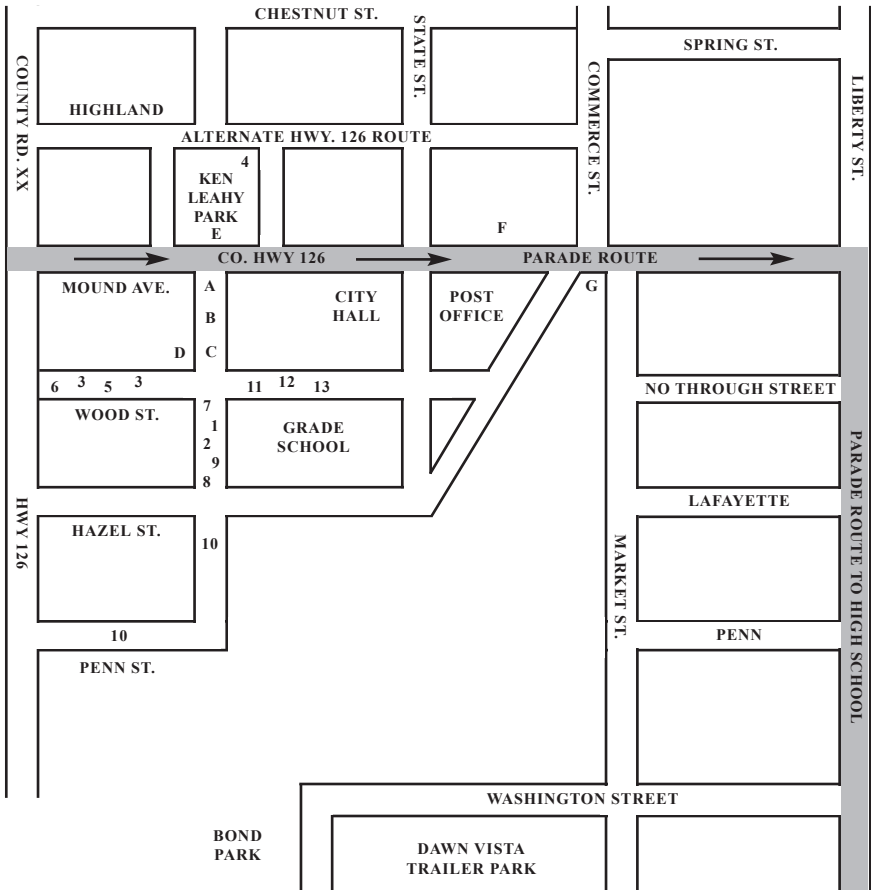 CHESTNUT ST.
STATE ST.
SPRING ST.
COUNTY RD. XX
COMMERCE ST.
LIBERTY ST.
HIGHLAND
ALTERNATE HWY. 126 ROUTE
4
KEN
LEAHY
PARK
E
F
CO. HWY 126
PARADE ROUTE
MOUND AVE.
A
B
C
D
CITY
HALL
POST
OFFICE
G
6 3 5 3
11 12 13
NO THROUGH STREET
WOOD ST.
7
1
2
9
8
GRADE
SCHOOL
PARADE ROUTE TO HIGH SCHOOL
HWY 126
LAFAYETTE
HAZEL ST.
10
MARKET ST.
10
PENN
PENN ST.
WASHINGTON STREET
BOND
PARK
DAWN VISTA
TRAILER PARK